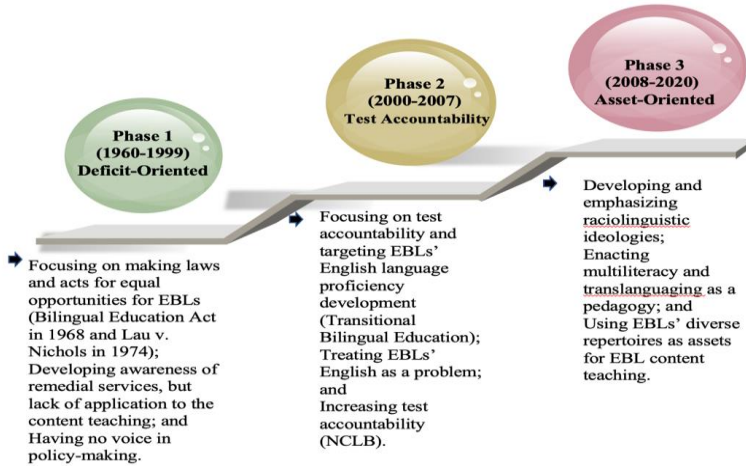 Phase 1
(1960-1999)
Deficit-Oriented
Focusing on making laws
and acts for equal
opportunities for EBLs
(Bilingual Education Act
in 1968 and Lau v.
Nichols in 1974);
Developing awareness of
remedial services, but
lack of application to the
content teaching; and
Having no voice in
policy-making.
Phase 2
(2000-2007)
Test Accountability
Focusing on test
accountability and
targeting EBLs’
English language
proficiency
development
(Transitional
Bilingual Education);
Treating EBLs’
English as a problem;
and
Increasing test
accountability
(NCLB).
Phase 3
(2008-2020)
Asset-Oriented
Developing and
emphasizing
raciolinguistic
ideologies;
Enacting
multiliteracy and
translanguaging as a
pedagogy; and
Using EBLs’ diverse
repertoires as assets
for EBL content
teaching.